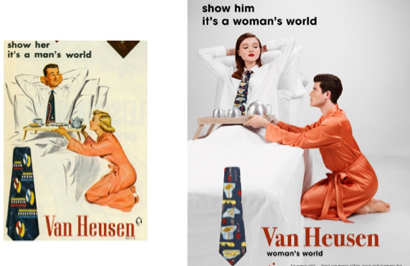 show her
it's a man's world
Van Heusen
show him
it's a woman's world
Van Heusen
woman's world